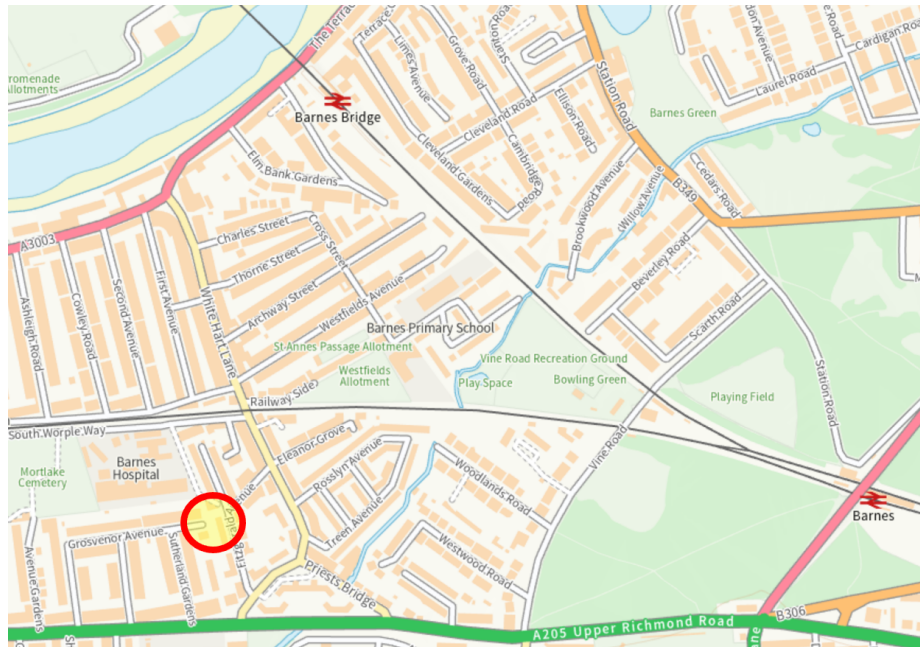 The Terrace
Terrace
Limes Avenue
Grove Road
Station Road
Laurel Road
Cardigan Roa
Allotments
Barnes Bridge
Cleveland Road
Ellison Road
Barnes Green
Elm Bank Gardens
Cleveland Gardens
Cambridge Road
Brookwood Avenue
Willow Avenue
Cedars Road
B349
A3003
Charles Street
Cross Street
Beverley Road
Thorne Street
Ashleigh Road
Cowley Road
Second Avenue
First Avenue
White Hart Lane
Archway Street
Westfields Avenue
Scarth Road
Barnes Primary School
St-Annes Passage Allotment
Vine Road Recreation Ground
Westfields
Allotment
Play Space
Bowling Green
Station Road
Railway Side
Playing Field
South Worple Way
Eleanor Grove
Vine Road
Mortlake
Cemetery
Barnes
Hospital
Rosslyn Avenue
Woodlands Road
Barnes
Treen Avenue
Grosvenor Avenue
Sutherland Gardens
Avenue Gardens
Westwood Road
Priests Bridge
B306
A205 Upper Richmond Road